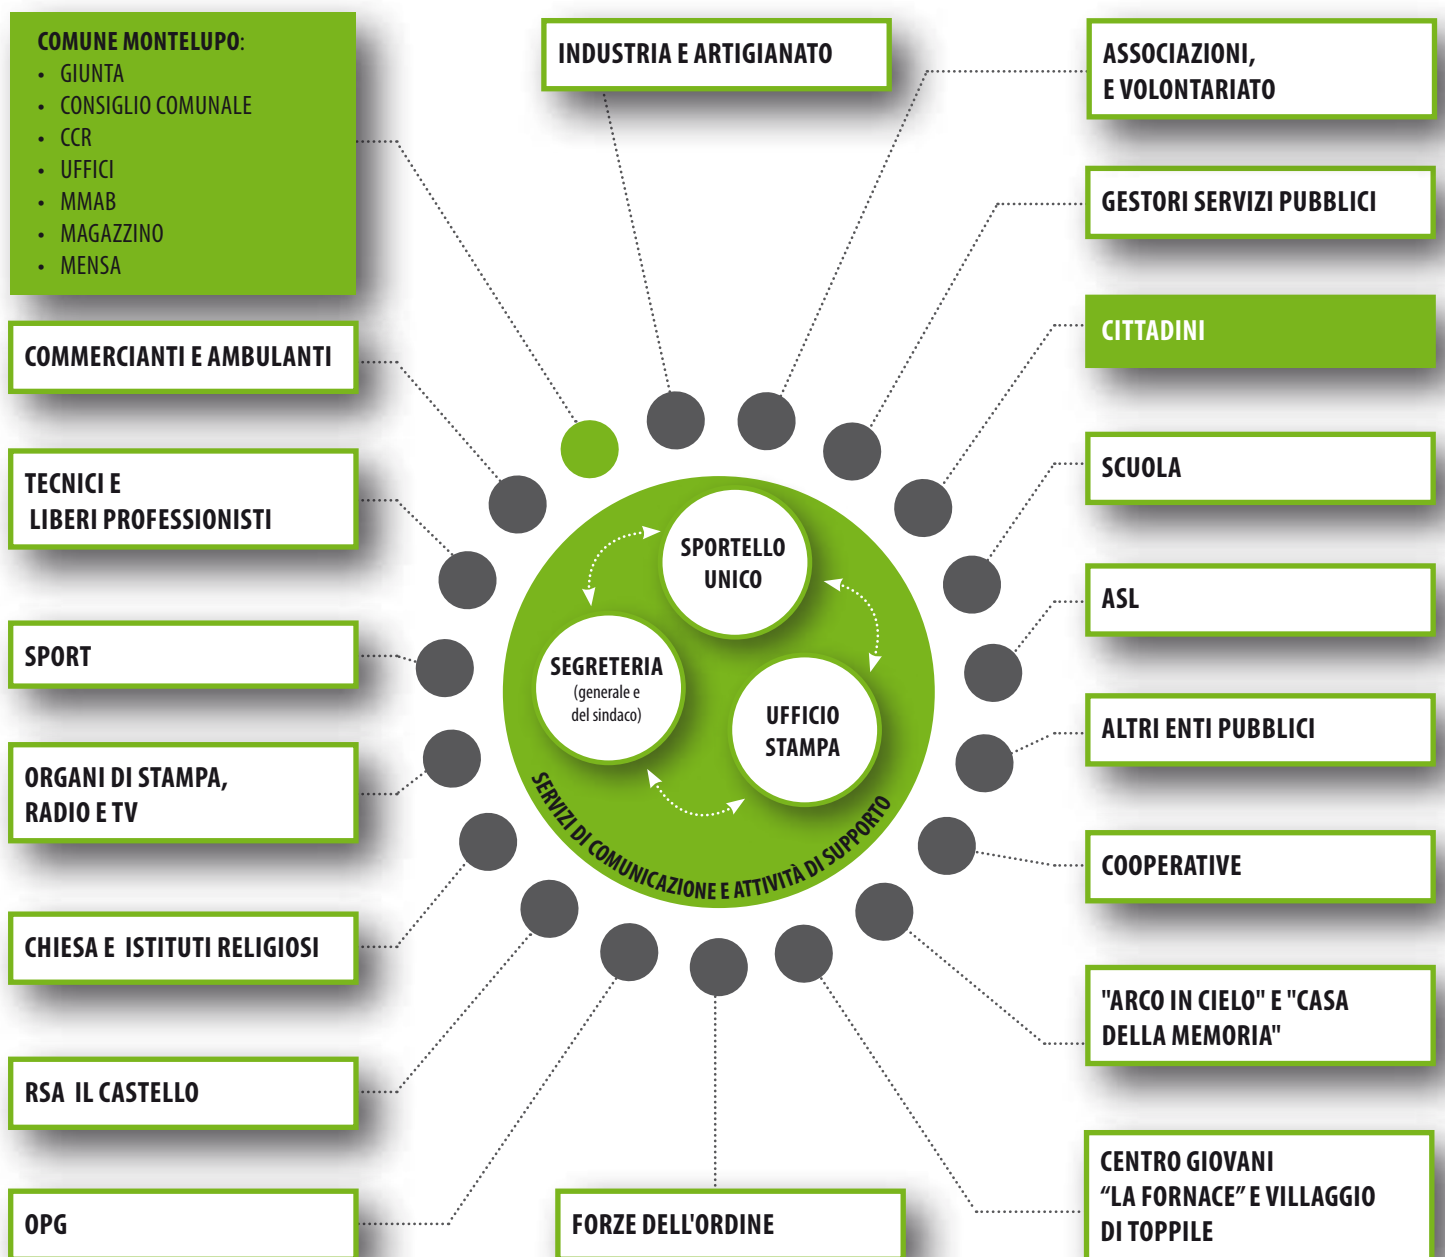 COMUNE MONTELUPO:
• GIUNTA
• CONSIGLIO COMUNALE
• CCR
• UFFICI
• MMAB
• MAGAZZINO
• MENSA
INDUSTRIA E ARTIGIANATO
ASSOCIAZIONI,
E VOLONTARIATO
GESTORI SERVIZI PUBBLICI
CITTADINI
COMMERCIANTI E AMBULANTI
TECNICI E
LIBERI PROFESSIONISTI
SCUOLA
ASL
SPORT
ALTRI ENTI PUBBLICI
ORGANI DI STAMPA,
RADIO E TV
COOPERATIVE
CHIESA E ISTITUTI RELIGIOSI
"ARCO IN CIELO" E "CASA
DELLA MEMORIA"
RSA IL CASTELLO
CENTRO GIOVANI
“LA FORNACE” E VILLAGGIO
DI TOPPILE
OPG
FORZE DELL'ORDINE
SPORTELLO
UNICO
SEGRETERIA
(generale e
del sindaco)
UFFICIO
STAMPA
SERVIZI DI COMUNICAZIONE E ATTIVITÀ DI SUPPORTO